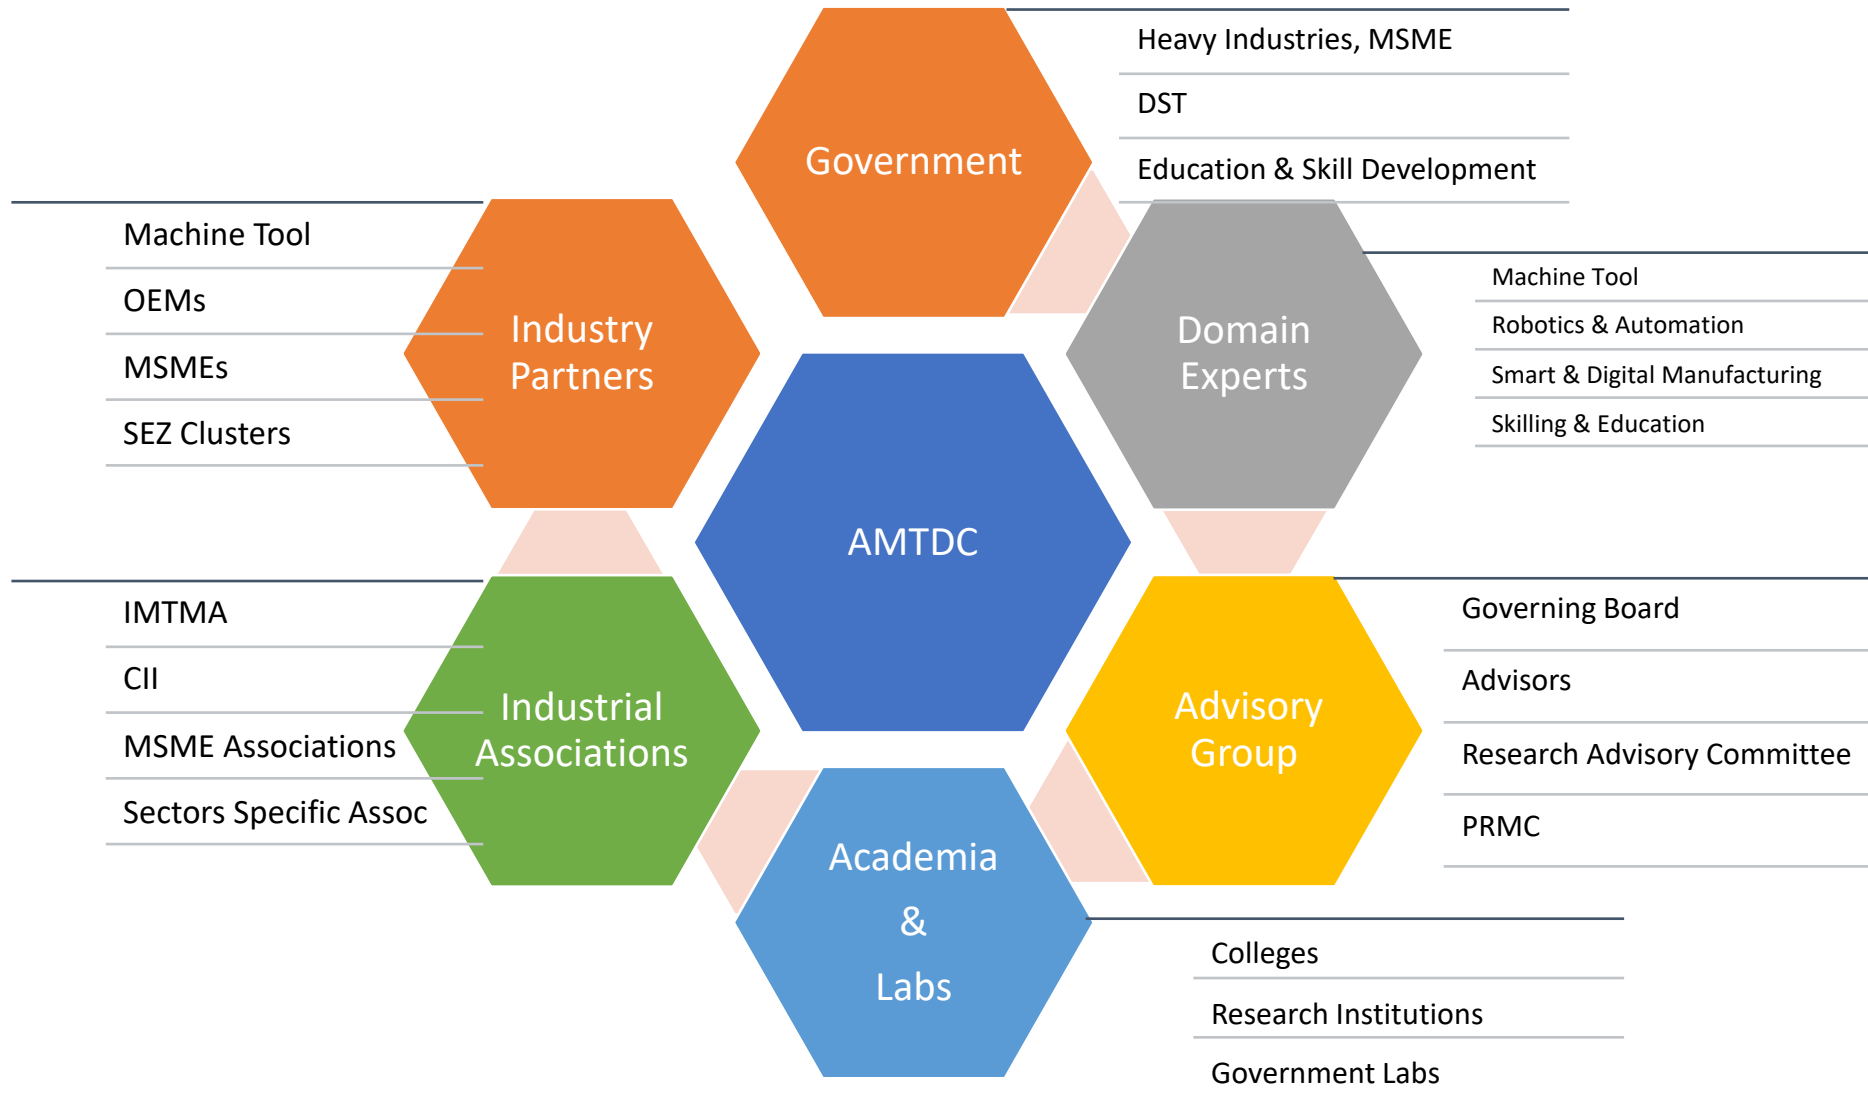 Government
Heavy Industries, MSME
DST
Education & Skill Development
Machine Tool
OEMs
MSMEs
SEZ Clusters
Industry
Partners
Domain
Experts
Machine Tool
Robotics & Automation
Smart & Digital Manufacturing
Skilling & Education
AMTDC
IMTMA
CII
MSME Associations
Sectors Specific Assoc
Industrial
Associations
Advisory
Group
Governing Board
Advisors
Research Advisory Committee
PRMC
Academia
&
Labs
Colleges
Research Institutions
Government Labs